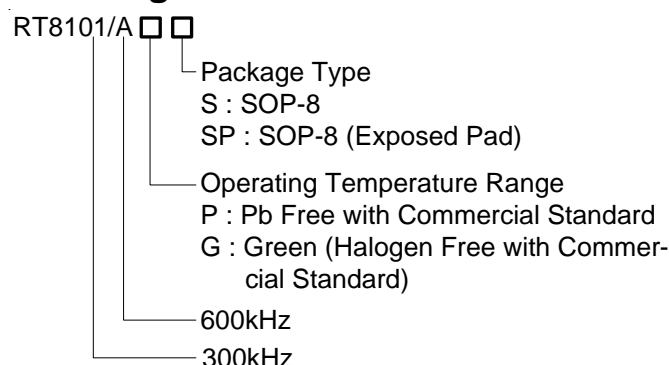 RT8101/A
Package Type
S : SOP-8
SP : SOP-8 (Exposed Pad)
Operating Temperature Range
P : Pb Free with Commercial Standard
G : Green (Halogen Free with Commer-
cial Standard)
600kHz
300kHz